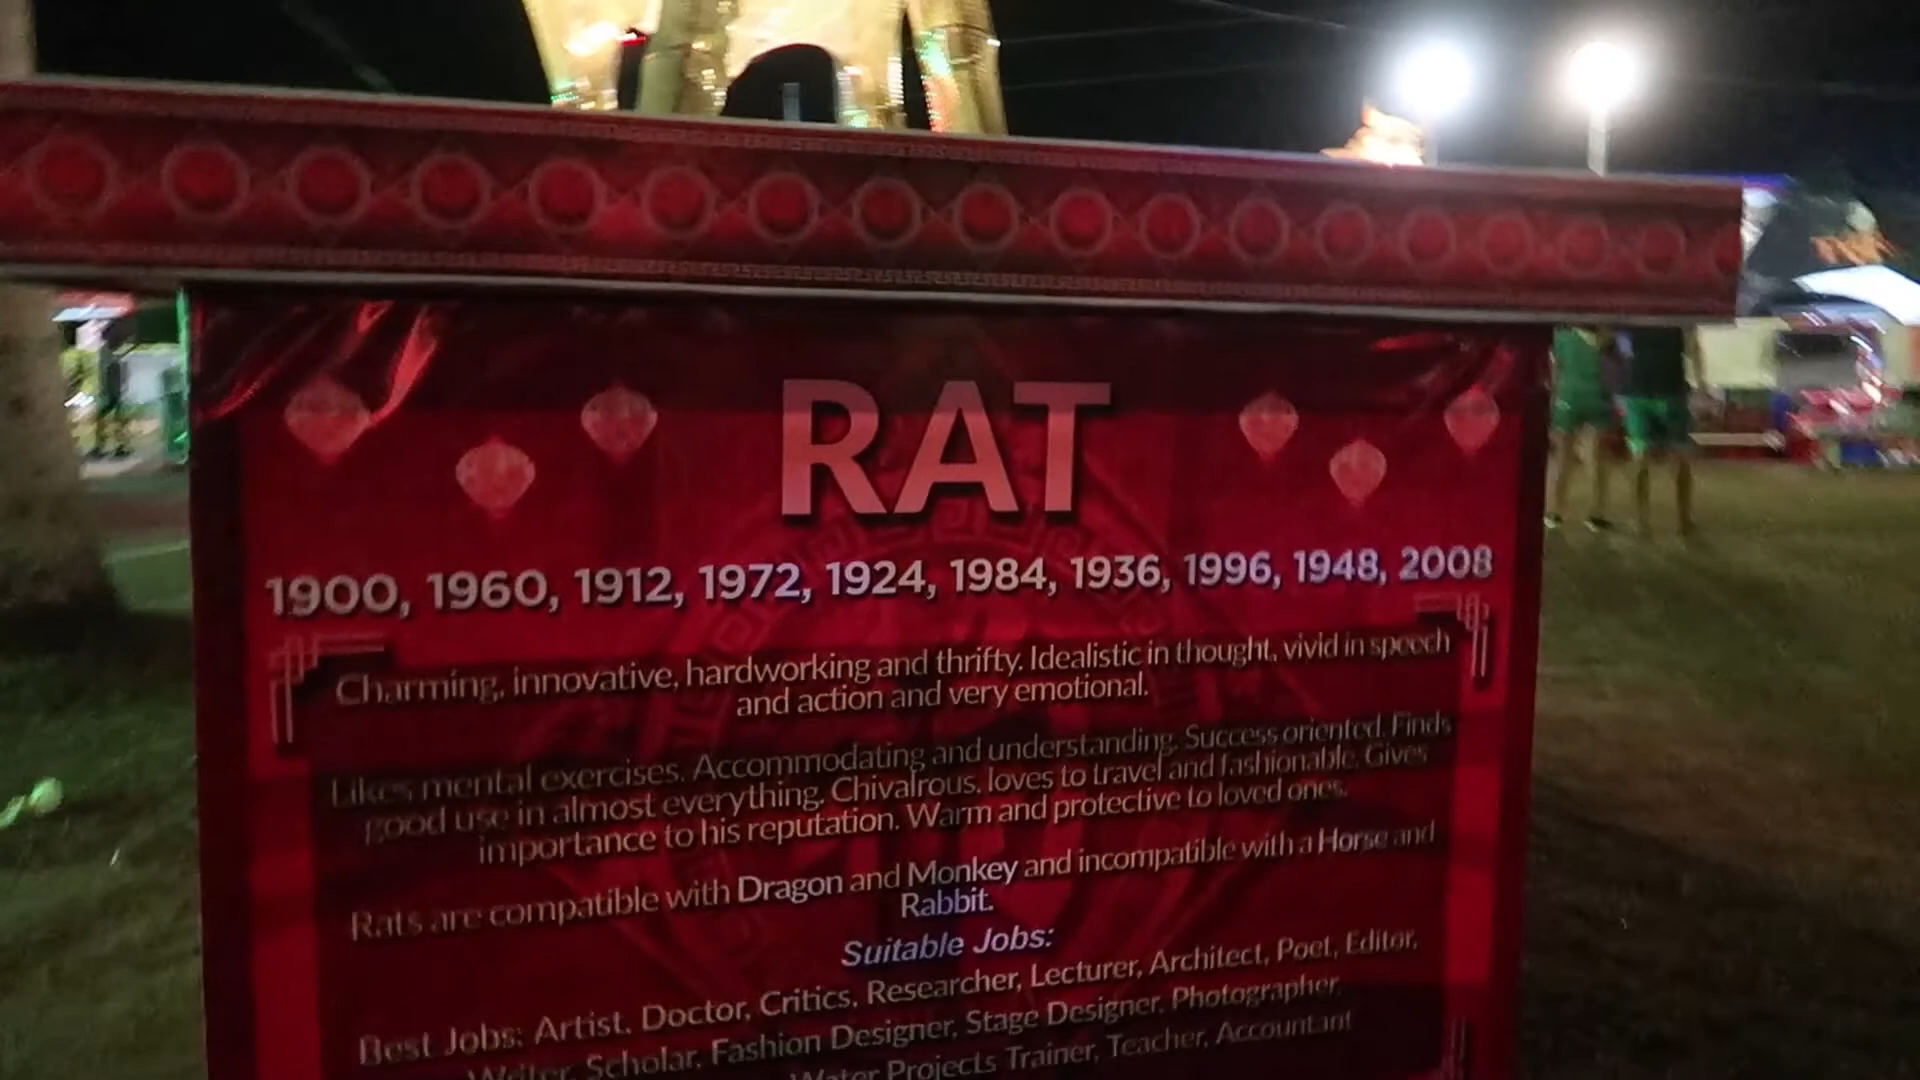 RAT
1900, 1960, 1912, 1972, 1924, 1984, 1936, 1996, 1948, 2008
Charming, innovative, hardworking and thrifty. Idealistic in thought, vivid in speech
and action and very emotional.
Likes mental exercises. Accommodating and understanding. Success oriented. Finds
good use in almost everything. Chivalrous, loves to travel and fashionable. Gives
importance to his reputation. Warm and protective to loved ones.
Rats are compatible with Dragon and Monkey and incompatible with a Horse and
Rabbit.
Suitable Jobs:
Best Jobs: Artist, Doctor, Critics, Researcher, Lecturer, Architect, Poet, Editor,
Writer, Scholar, Fashion Designer, Stage Designer, Photographer,
Water Projects Trainer, Teacher, Accountant